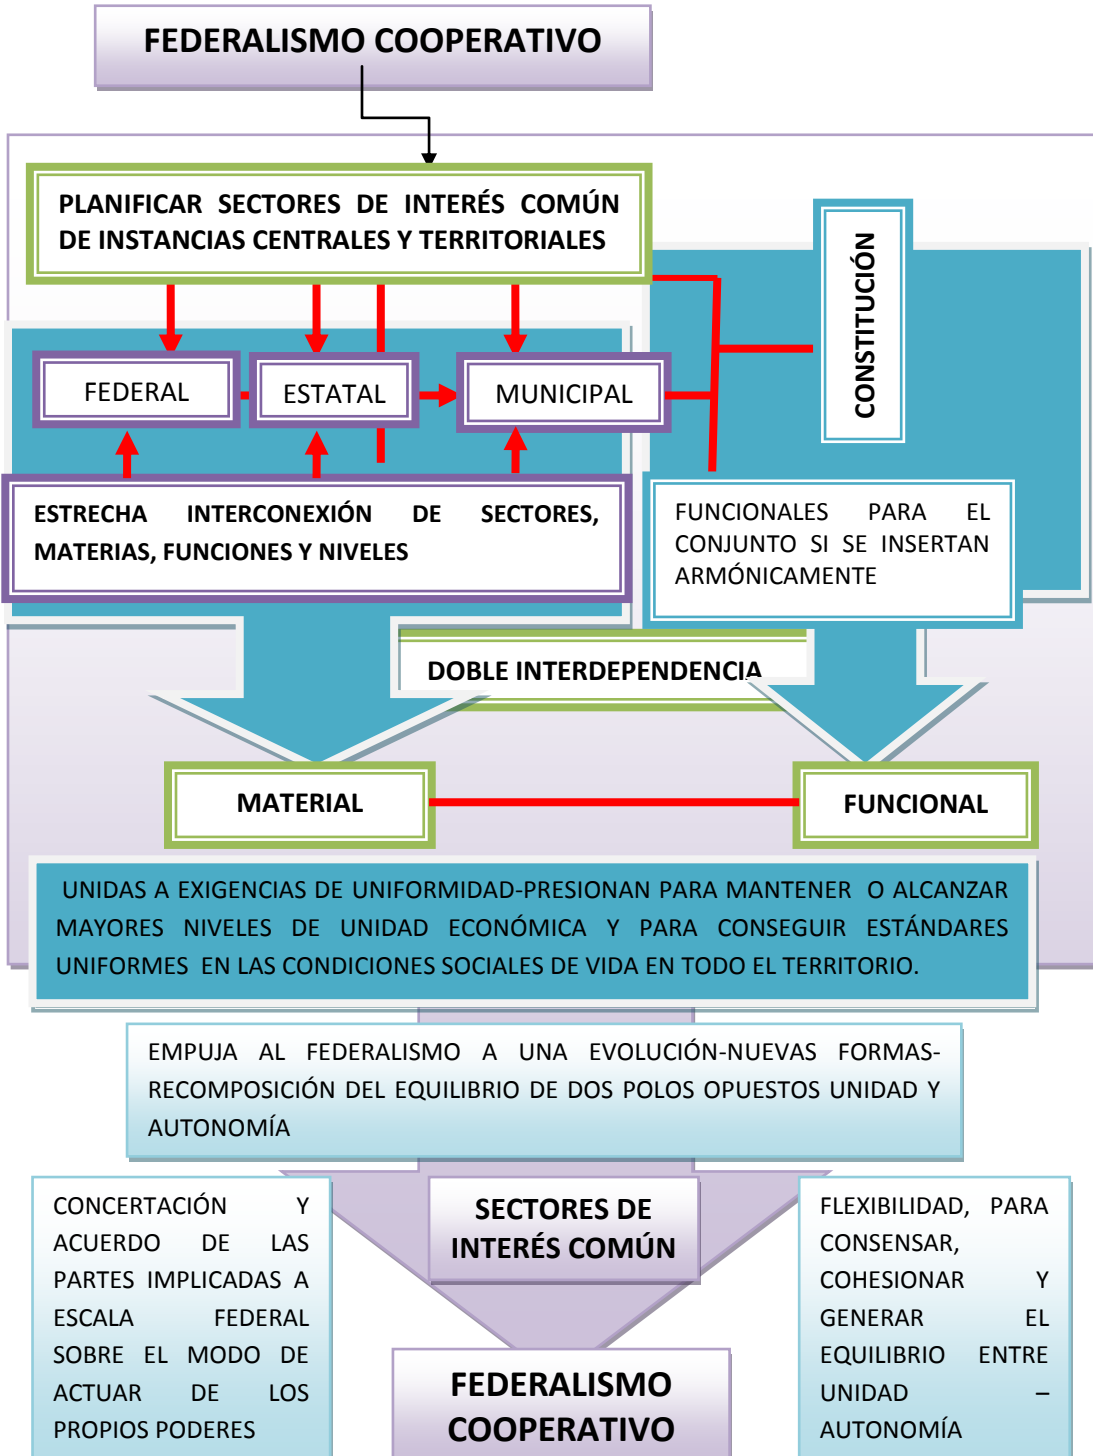 FEDERALISMO COOPERATIVO
PLANIFICAR SECTORES DE INTERÉS COMÚN
DE INSTANCIAS CENTRALES Y TERRITORIALES
CONSTITUCIÓN
FEDERAL
ESTATAL
MUNICIPAL
ESTRECHA INTERCONEXIÓN DE SECTORES,
MATERIAS, FUNCIONES Y NIVELES
FUNCIONALES PARA EL
CONJUNTO SI SE INSERTAN
ARMÓNICAMENTE
DOBLE INTERDEPENDENCIA
MATERIAL
FUNCIONAL
UNIDAS A EXIGENCIAS DE UNIFORMIDAD-PRESIONAN PARA MANTENER O ALCANZAR
MAYORES NIVELES DE UNIDAD ECONÓMICA Y PARA CONSEGUIR ESTÁNDARES
UNIFORMES EN LAS CONDICIONES SOCIALES DE VIDA EN TODO EL TERRITORIO.
EMPUJA AL FEDERALISMO A UNA EVOLUCIÓN-NUEVAS FORMAS-
RECOMPOSICIÓN DEL EQUILIBRIO DE DOS POLOS OPUESTOS UNIDAD Y
AUTONOMÍA
CONCERTACIÓN Y
ACUERDO DE LAS
PARTES IMPLICADAS A
ESCALA FEDERAL
SOBRE EL MODO DE
ACTUAR DE LOS
PROPIOS PODERES
SECTORES DE
INTERÉS COMÚN
FLEXIBILIDAD, PARA
CONSENSAR,
COHESIONAR Y
GENERAR EL
EQUILIBRIO ENTRE
UNIDAD –
AUTONOMÍA
FEDERALISMO
COOPERATIVO